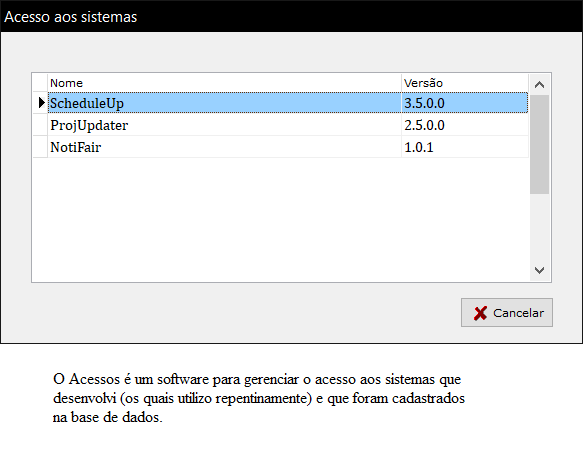 Acesso aos sistemas
Nome Versão
ScheduleUp 3.5.0.0
ProjUpdater 2.5.0.0
NotiFair 1.0.1
Cancelar
O Acessos é um software para gerenciar o acesso aos sistemas que
desenvolvi (os quais utilizo repentinamente) e que foram cadastrados
na base de dados.